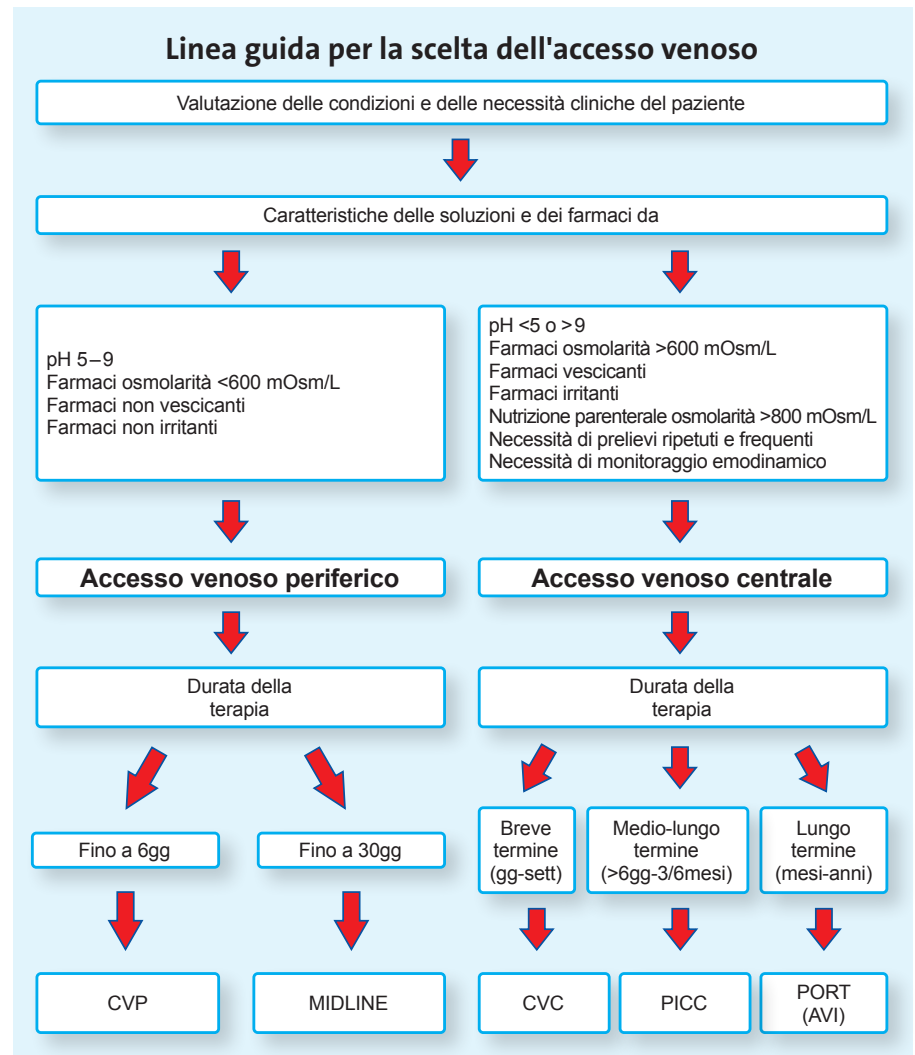 Linea guida per la scelta dell'accesso venoso
Valutazione delle condizioni e delle necessità cliniche del paziente
Caratteristiche delle soluzioni e dei farmaci da
pH 5–9
Farmaci osmolarità <600 mOsm/L
Farmaci non vescicanti
Farmaci non irritanti
pH <5 o >9
Farmaci osmolarità >600 mOsm/L
Farmaci vescicanti
Farmaci irritanti
Nutrizione parenterale osmolarità >800 mOsm/L
Necessità di prelievi ripetuti e frequenti
Necessità di monitoraggio emodinamico
Accesso venoso periferico
Accesso venoso centrale
Durata della
terapia
Durata della
terapia
Fino a 6gg
Fino a 30gg
Breve
termine
(gg-sett)
Medio-lungo
termine
(>6gg-3/6mesi)
Lungo
termine
(mesi-anni)
CVP
MIDLINE
CVC
PICC
PORT
(AVI)